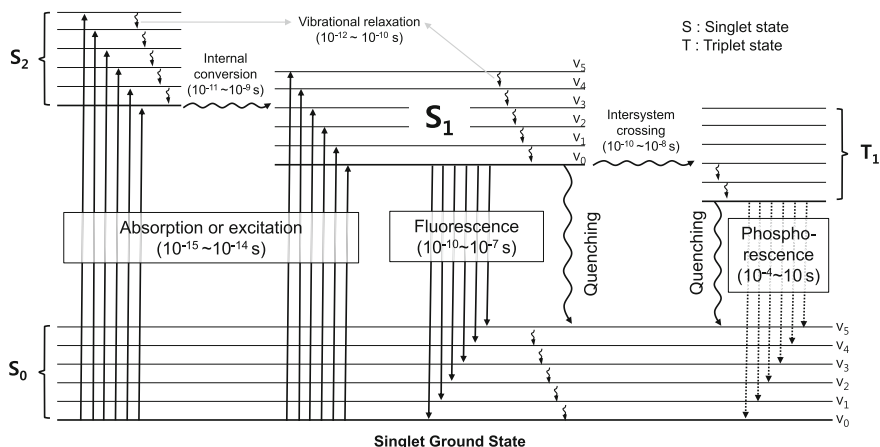 Vibrational relaxation
(10⁻¹² ~ 10⁻¹⁰ s)
S : Singlet state
T : Triplet state
S₂
Internal
conversion
(10⁻¹¹ ~10⁻⁹ s)
S₁
V₅
V₄
V₃
V₂
V₁
V₀
Intersystem
crossing
(10⁻¹⁰ ~10⁻⁸ s)
T₁
Absorption or excitation
(10⁻¹⁵ ~10⁻¹⁴ s)
Fluorescence
(10⁻¹⁰ ~10⁻⁷ s)
Quenching
Quenching
Phospho-
rescence
(10⁻⁴~10 s)
S₀
V₅
V₄
V₃
V₂
V₁
V₀
Singlet Ground State